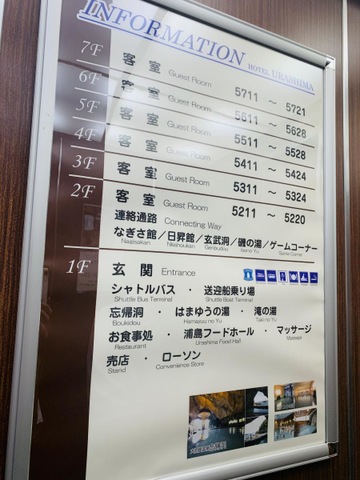 INFORMATION HOTEL URASHIMA
7F 客室 Guest Room 5711 ～ 5721
6F 客室 Guest Room 5611 ～ 5628
5F 客室 Guest Room 5511 ～ 5528
4F 客室 Guest Room 5411 ～ 5424
3F 客室 Guest Room 5311 ～ 5324
2F 客室 Guest Room 5211 ～ 5220
連絡通路 Connecting Way
なぎさ館／日昇館／玄武洞／磯の湯／ゲームコーナー
Nagisakan Nisshoukan Genbudou Isono Yu Game Corner
1F 玄関 Entrance
シャトルバス ・ 送迎船乗り場
Shuttle Bus Terminal Shuttle Boat Terminal
忘帰洞 ・ はまゆうの湯 ・ 滝の湯
Boukidou Hamayuu no Yu Taki no Yu
お食事処 ・ 浦島フードホール ・ マッサージ
Restaurant Urashima Food Hall Massage
売店 ・ ローソン
Stand Convenience Store